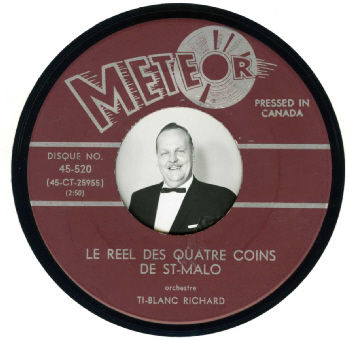 METEOR
PRESSED IN
CANADA
DISQUE NO.
45-520
(45-CT-25955)
(2:50)
LE REEL DES QUATRE COINS
DE ST-MALO
orchestre
TI-BLANC RICHARD